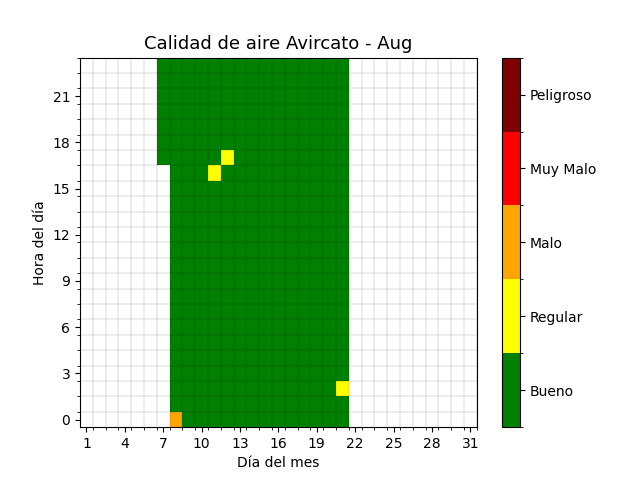 Calidad de aire Avircato - Aug
Hora del día
21
18
15
12
9
6
3
0
1 4 7 10 13 16 19 22 25 28 31
Día del mes
Peligroso
Muy Malo
Malo
Regular
Bueno